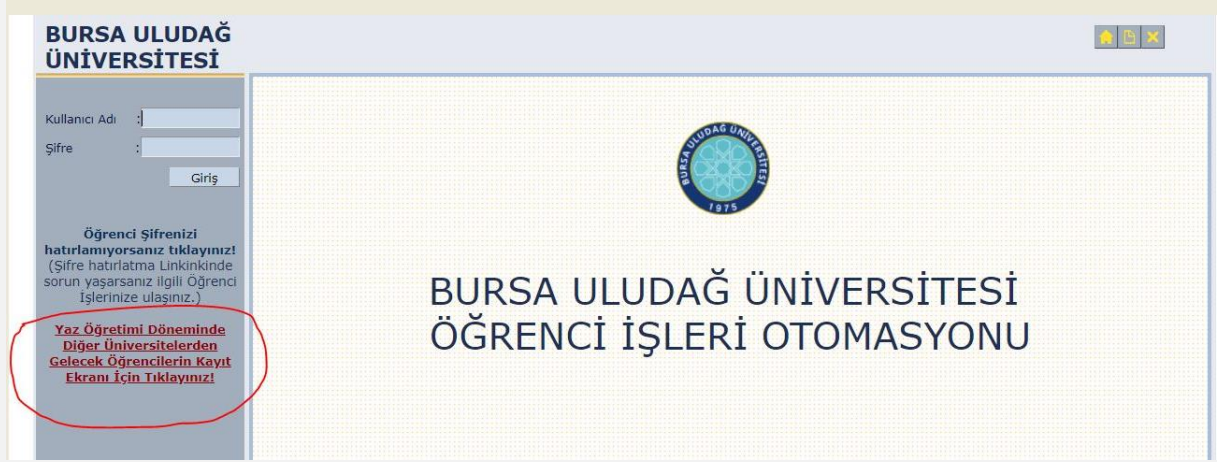 BURSA ULUDAĞ
ÜNİVERSİTESİ
Kullanıcı Adı :
Şifre :
Giriş
Öğrenci Şifrenizi
hatırlamıyorsanız tıklayınız!
(Şifre hatırlatma Linkinkinde
sorun yaşarsanız ilgili Öğrenci
İşlerinize ulaşınız.)
Yaz Öğretimi Döneminde
Diğer Üniversitelerden
Gelecek Öğrencilerin Kayıt
Ekranı İçin Tıklayınız!
BURSA ULUDAĞ ÜNİVERSİTESİ
1975
BURSA ULUDAĞ ÜNİVERSİTESİ
ÖĞRENCİ İŞLERİ OTOMASYONU